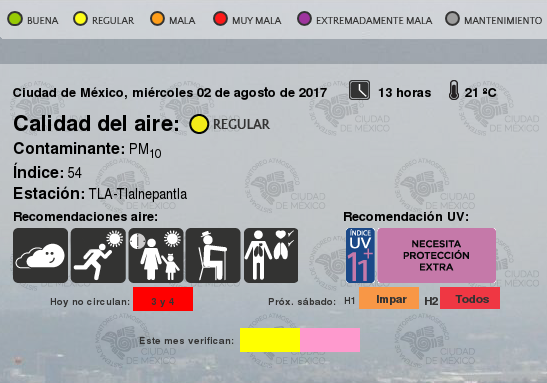 BUENA REGULAR MALA MUY MALA EXTREMADAMENTE MALA MANTENIMIENTO
Ciudad de México, miércoles 02 de agosto de 2017 13 horas 21 ºC
Calidad del aire: REGULAR
Contaminante: PM10
Índice: 54
Estación: TLA-Tlalnepantla
Recomendaciones aire: Recomendación UV:
ÍNDICE
UV
11+
NECESITA
PROTECCIÓN
EXTRA
Hoy no circulan: 3 y 4 Próx. sábado: H1 Impar H2 Todos
Este mes verifican:
CIUDAD
DE MÉXICO